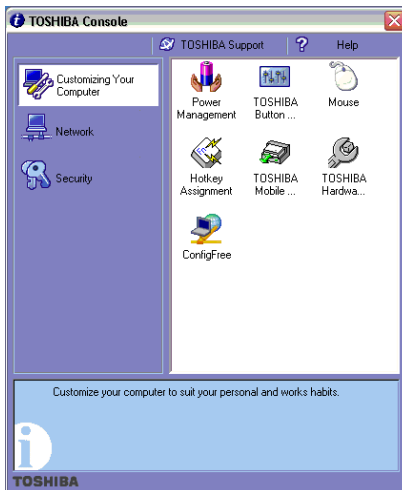 TOSHIBA Console
TOSHIBA Support
? Help
Customizing Your
Computer
Network
Security
Power
Management
TOSHIBA
Button ...
Mouse
Hotkey
Assignment
TOSHIBA
Mobile ...
TOSHIBA
Hardwa...
ConfigFree
Customize your computer to suit your personal and works habits.
TOSHIBA